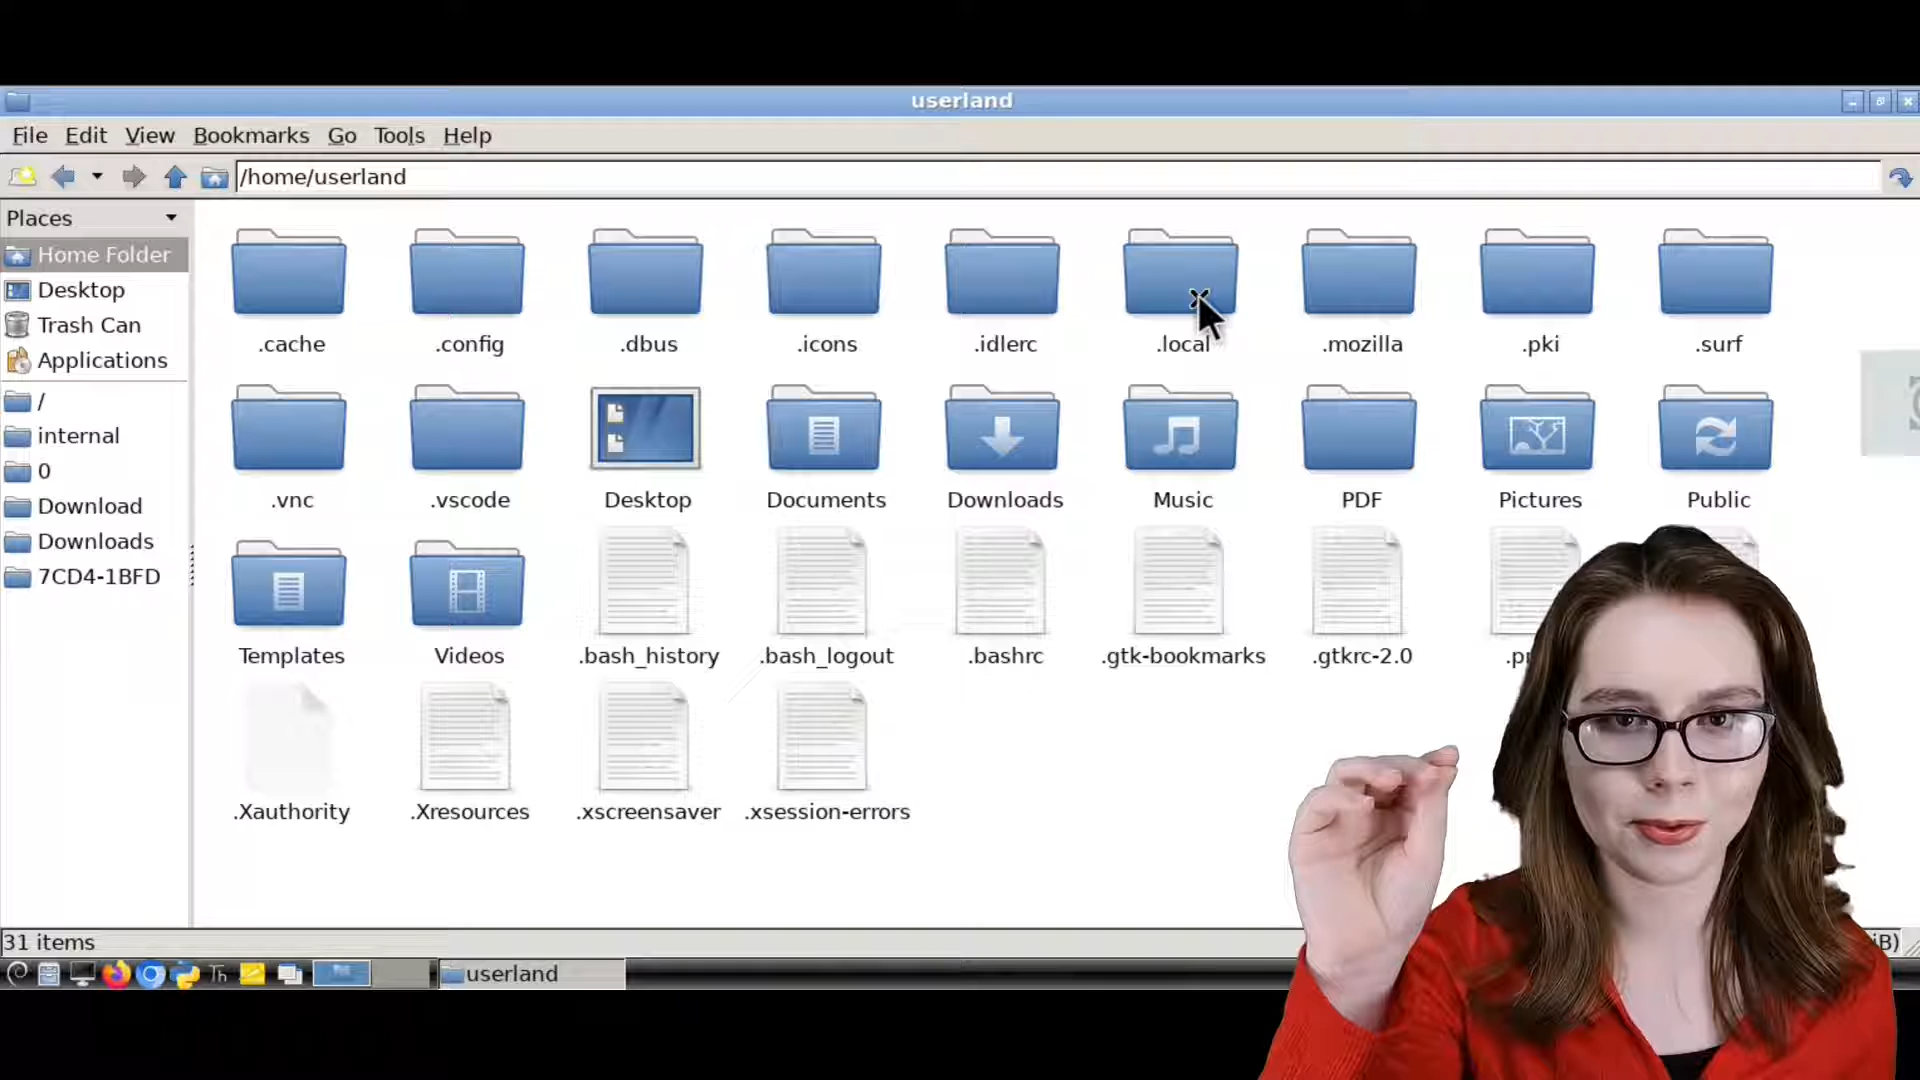 userland
File Edit View Bookmarks Go Tools Help
/home/userland
Places
Home Folder
Desktop
Trash Can
Applications
/
internal
0
Download
Downloads
7CD4-1BFD
.cache .config .dbus .icons .idlerc .local .mozilla .pki .surf
.vnc .vscode Desktop Documents Downloads Music PDF Pictures Public
Templates Videos .bash_history .bash_logout .bashrc .gtk-bookmarks .gtkrc-2.0
.Xauthority .Xresources .xscreensaver .xsession-errors
31 items
Th userland